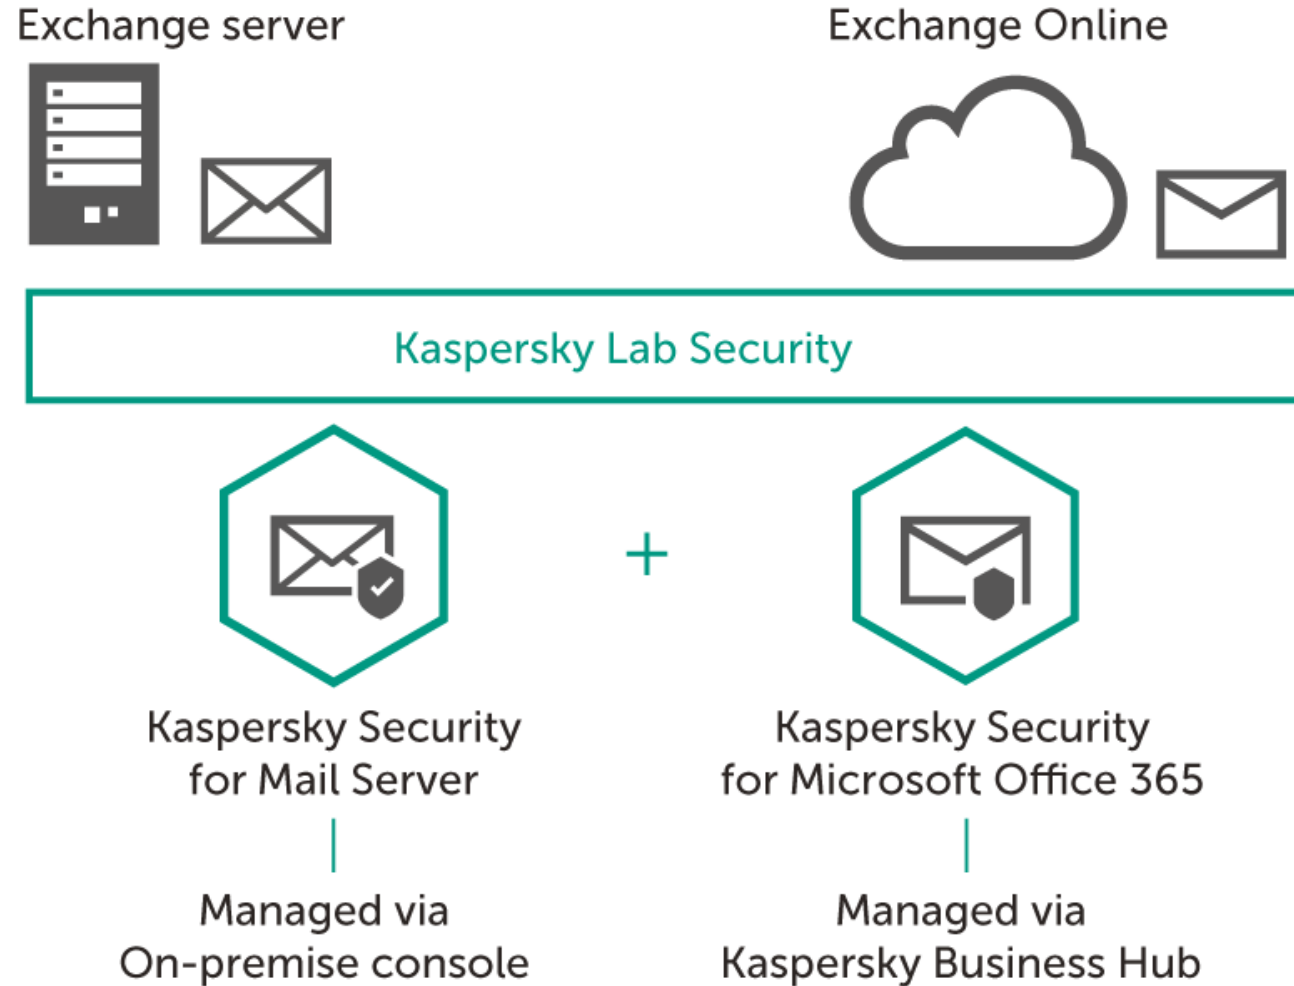 Exchange server
Exchange Online
Kaspersky Lab Security
Kaspersky Security
for Mail Server
+
Kaspersky Security
for Microsoft Office 365
Managed via
On-premise console
Managed via
Kaspersky Business Hub